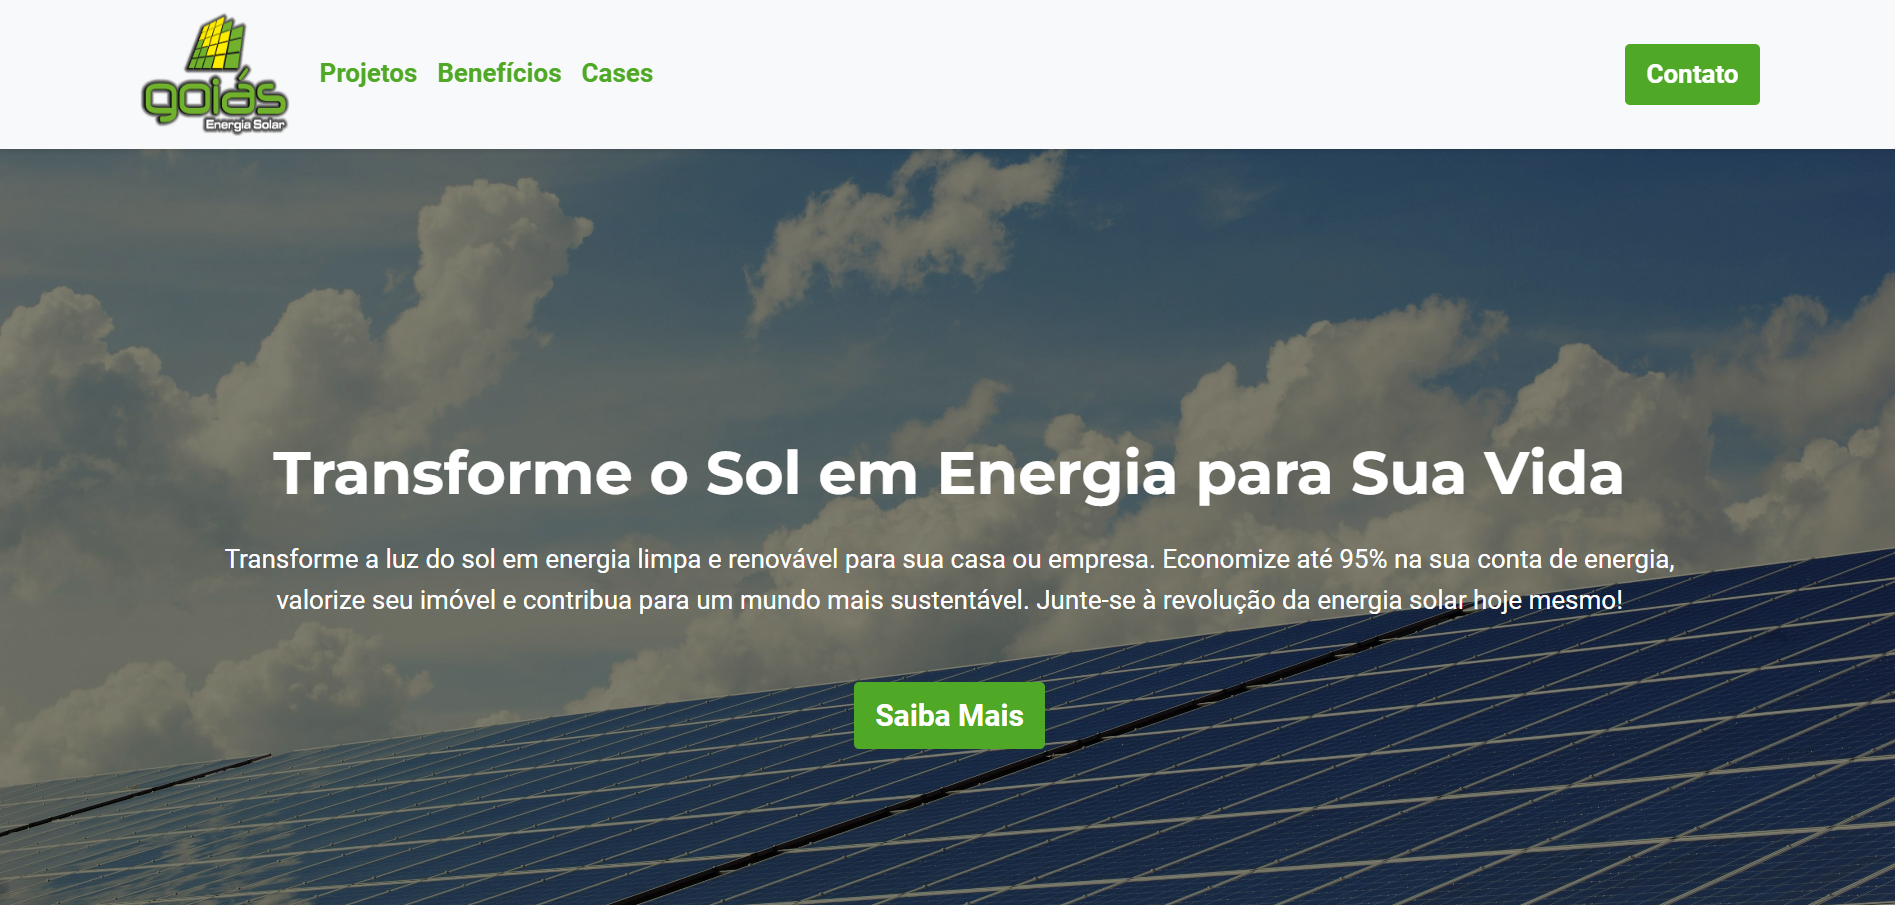 goiás
Energia Solar
Projetos Benefícios Cases
Contato
Transforme o Sol em Energia para Sua Vida
Transforme a luz do sol em energia limpa e renovável para sua casa ou empresa. Economize até 95% na sua conta de energia,
valorize seu imóvel e contribua para um mundo mais sustentável. Junte-se à revolução da energia solar hoje mesmo!
Saiba Mais